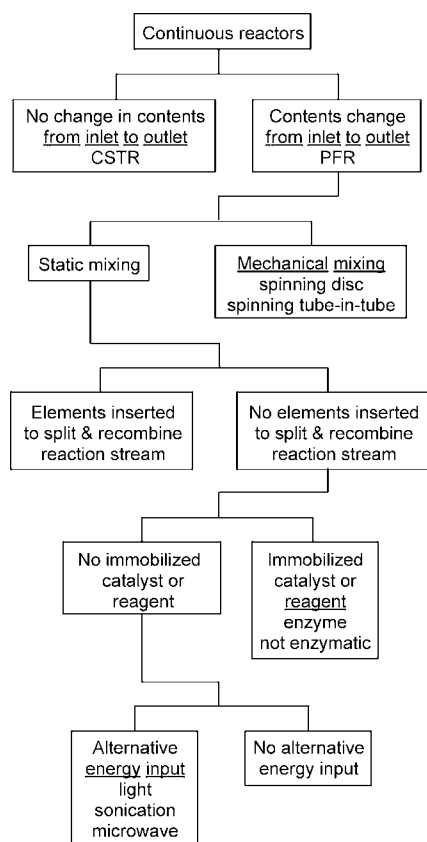 Continuous reactors
No change in contents
from inlet to outlet
CSTR
Contents change
from inlet to outlet
PFR
Static mixing
Mechanical mixing
spinning disc
spinning tube-in-tube
Elements inserted
to split & recombine
reaction stream
No elements inserted
to split & recombine
reaction stream
No immobilized
catalyst or
reagent
Immobilized
catalyst or
reagent
enzyme
not enzymatic
Alternative
energy input
light
sonication
microwave
No alternative
energy input